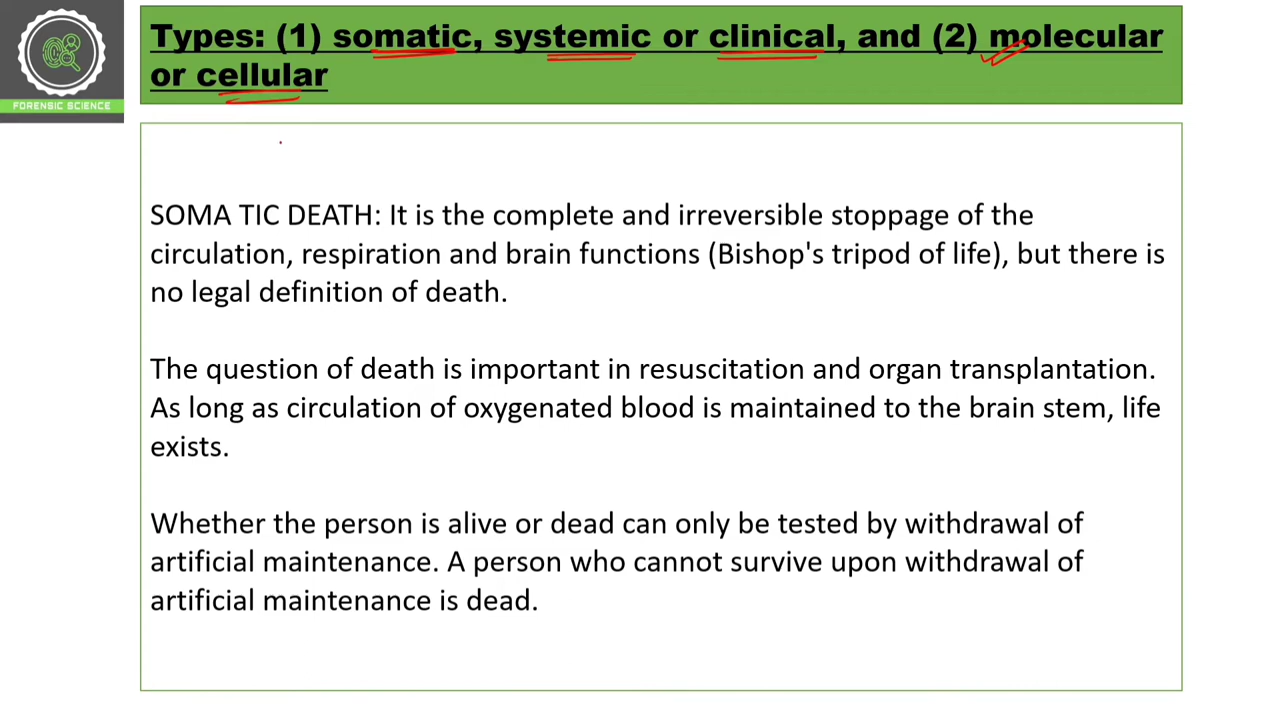 FORENSIC SCIENCE
Types: (1) somatic, systemic or clinical, and (2) molecular
or cellular
SOMA TIC DEATH: It is the complete and irreversible stoppage of the
circulation, respiration and brain functions (Bishop's tripod of life), but there is
no legal definition of death.
The question of death is important in resuscitation and organ transplantation.
As long as circulation of oxygenated blood is maintained to the brain stem, life
exists.
Whether the person is alive or dead can only be tested by withdrawal of
artificial maintenance. A person who cannot survive upon withdrawal of
artificial maintenance is dead.